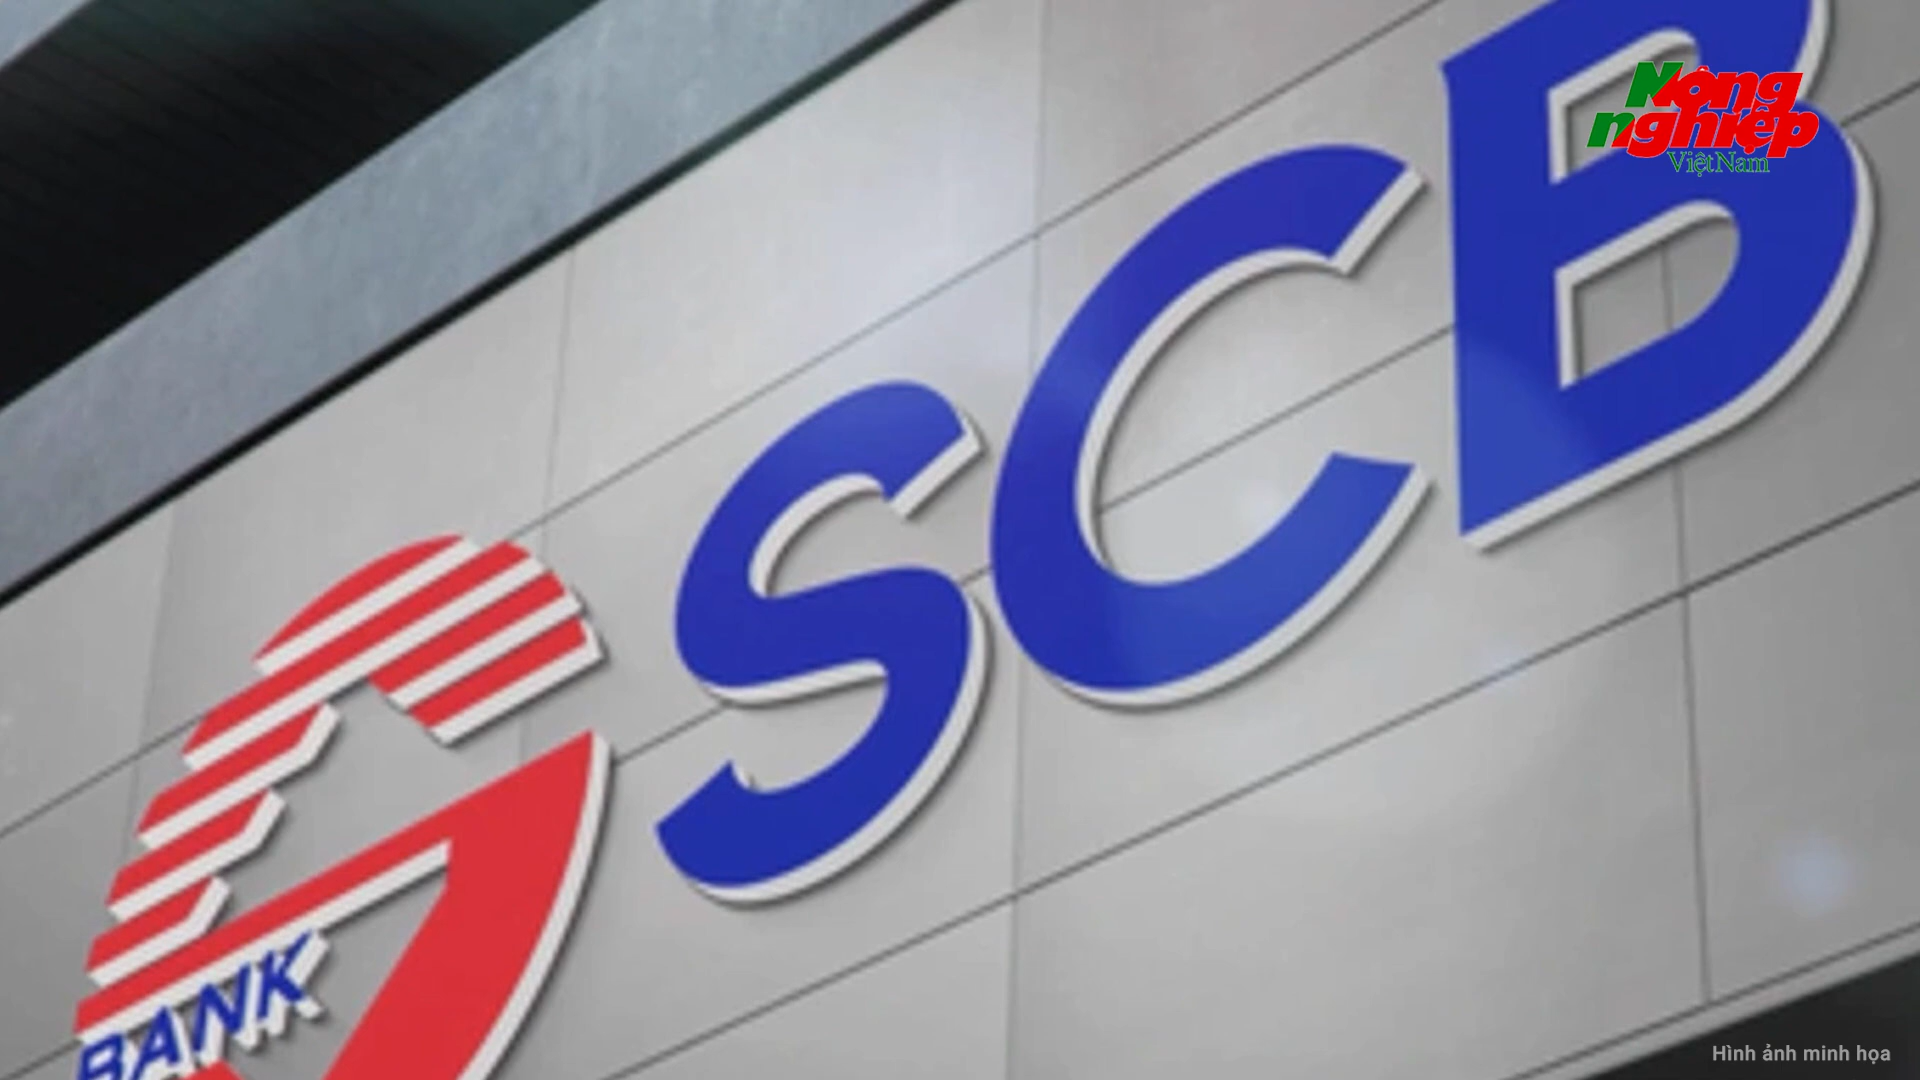 Nông
nghiệp
Việt Nam
SCB
BANK
Hình ảnh minh họa